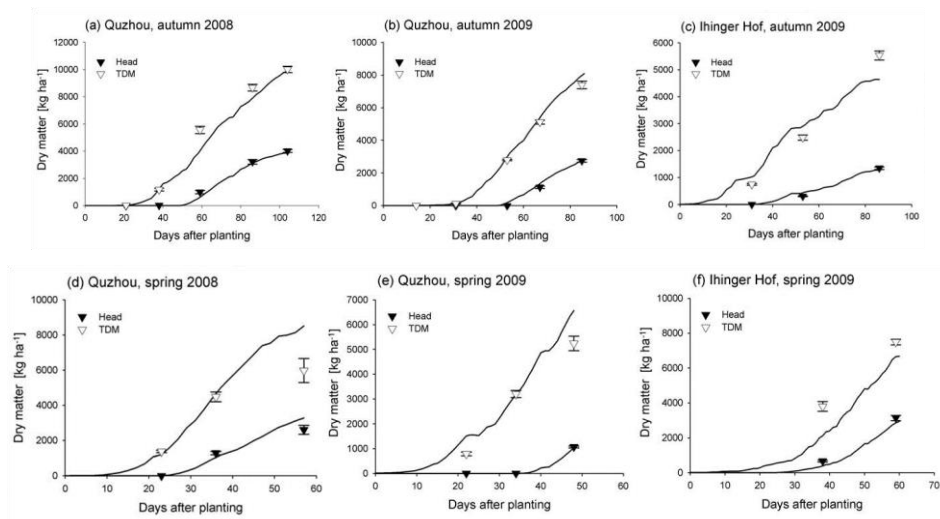 (a) Quzhou, autumn 2008
Dry matter [kg ha⁻¹]
12000
10000
8000
6000
4000
2000
0
Head
TDM
0 20 40 60 80 100 120
Days after planting
(b) Quzhou, autumn 2009
Dry matter [kg ha⁻¹]
10000
8000
6000
4000
2000
0
Head
TDM
0 20 40 60 80 100
Days after planting
(c) Ihinger Hof, autumn 2009
Dry matter [kg ha⁻¹]
6000
5000
4000
3000
2000
1000
0
Head
TDM
0 20 40 60 80 100
Days after planting
(d) Quzhou, spring 2008
Dry matter [kg ha⁻¹]
10000
8000
6000
4000
2000
0
Head
TDM
0 10 20 30 40 50 60
Days after planting
(e) Quzhou, spring 2009
Dry matter [kg ha⁻¹]
7000
6000
5000
4000
3000
2000
1000
0
Head
TDM
0 10 20 30 40 50 60
Days after planting
(f) Ihinger Hof, spring 2009
Dry matter [kg ha⁻¹]
10000
8000
6000
4000
2000
0
Head
TDM
0 10 20 30 40 50 60 70
Days after planting